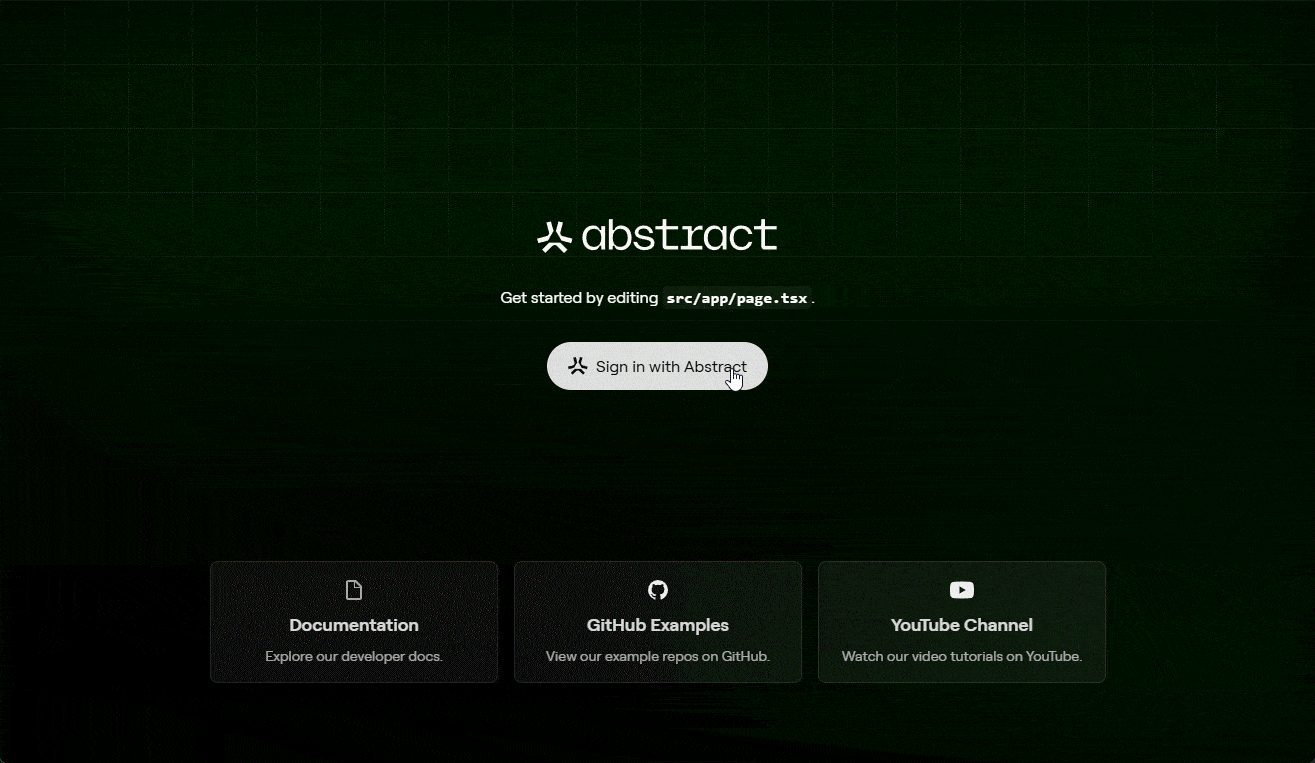 abstract
Get started by editing src/app/page.tsx.
Sign in with Abstract
Documentation
Explore our developer docs.
GitHub Examples
View our example repos on GitHub.
YouTube Channel
Watch our video tutorials on YouTube.